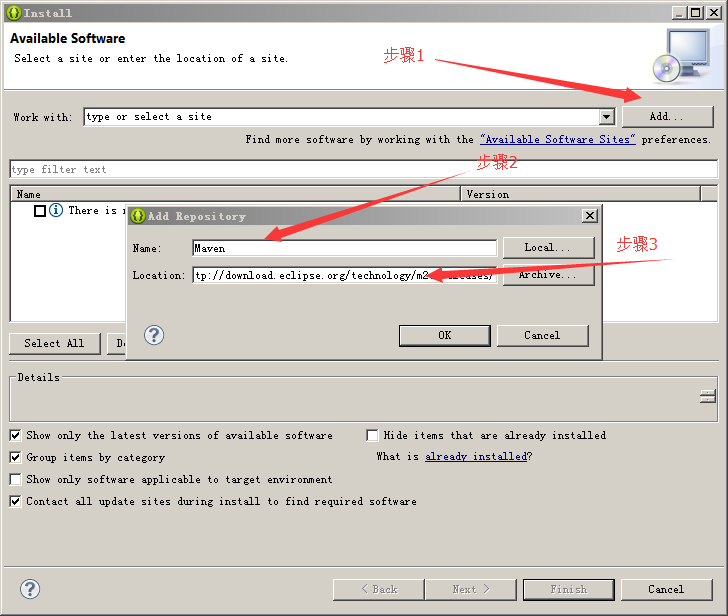 Install
Available Software
Select a site or enter the location of a site.
步骤1
Work with:
type or select a site
Add...
Find more software by working with the "Available Software Sites" preferences.
步骤2
type filter text
Name
Version
There is
Add Repository
Name:
Maven
Local...
步骤3
Location:
tp://download.eclipse.org/technology/m2
Archive...
OK
Cancel
Select All
Details
Show only the latest versions of available software
Hide items that are already installed
Group items by category
What is already installed?
Show only software applicable to target environment
Contact all update sites during install to find required software
< Back
Next >
Finish
Cancel